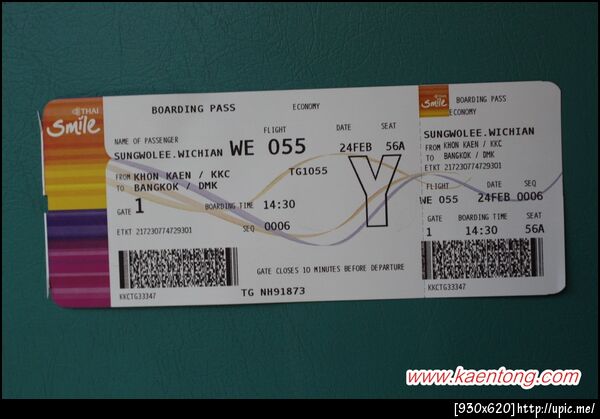 THAI
Smile
BOARDING PASS ECONOMY
NAME OF PASSENGER FLIGHT DATE SEAT
SUNGWOLEE.WICHIAN WE 055 24FEB 56A
FROM KHON KAEN / KKC TG1055
TO BANGKOK / DMK Y
GATE 1 BOARDING TIME 14:30
ETKT 217230774729301 SEQ 0006
GATE CLOSES 10 MINUTES BEFORE DEPARTURE
KKCTG33347 TG NH91873
THAI
Smile
BOARDING PASS
ECONOMY
SUNGWOLEE.WICHIAN
FROM KHON KAEN / KKC
TO BANGKOK / DMK
ETKT 217230774729301
FLIGHT DATE SEQ
WE 055 24FEB 0006
GATE BOARDING TIME SEAT
1 14:30 56A
KKCTG33347
www.kaentong.com
[930x620]http://upic.me/